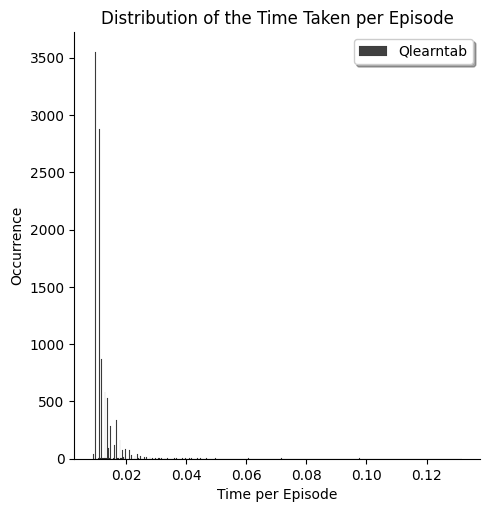 Distribution of the Time Taken per Episode
Qlearntab
Occurrence
3500
3000
2500
2000
1500
1000
500
0
0.02 0.04 0.06 0.08 0.10 0.12
Time per Episode